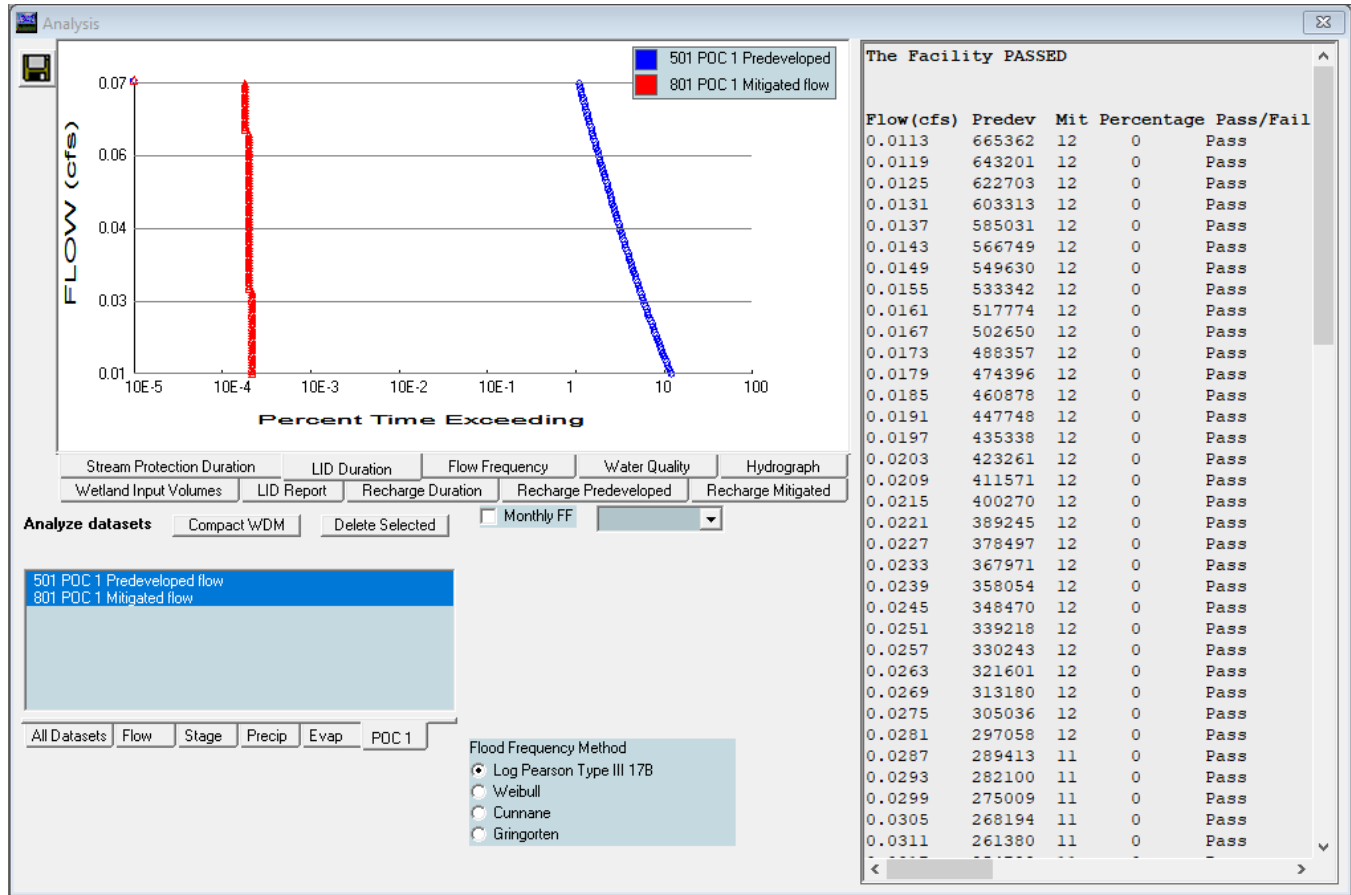 Analysis
501 POC 1 Predeveloped
801 POC 1 Mitigated flow
FLOW (cfs)
0.07
0.06
0.04
0.03
0.01
10E-5 10E-4 10E-3 10E-2 10E-1 1 10 100
Percent Time Exceeding
Stream Protection Duration LID Duration Flow Frequency Water Quality Hydrograph
Wetland Input Volumes LID Report Recharge Duration Recharge Predeveloped Recharge Mitigated
Analyze datasets Compact WDM Delete Selected Monthly FF
501 POC 1 Predeveloped flow
801 POC 1 Mitigated flow
All Datasets Flow Stage Precip Evap POC 1
Flood Frequency Method
Log Pearson Type III 17B
Weibull
Cunnane
Gringorten
The Facility PASSED
Flow(cfs) Predev Mit Percentage Pass/Fail
0.0113 665362 12 0 Pass
0.0119 643201 12 0 Pass
0.0125 622703 12 0 Pass
0.0131 603313 12 0 Pass
0.0137 585031 12 0 Pass
0.0143 566749 12 0 Pass
0.0149 549630 12 0 Pass
0.0155 533342 12 0 Pass
0.0161 517774 12 0 Pass
0.0167 502650 12 0 Pass
0.0173 488357 12 0 Pass
0.0179 474396 12 0 Pass
0.0185 460878 12 0 Pass
0.0191 447748 12 0 Pass
0.0197 435338 12 0 Pass
0.0203 423261 12 0 Pass
0.0209 411571 12 0 Pass
0.0215 400270 12 0 Pass
0.0221 389245 12 0 Pass
0.0227 378497 12 0 Pass
0.0233 367971 12 0 Pass
0.0239 358054 12 0 Pass
0.0245 348470 12 0 Pass
0.0251 339218 12 0 Pass
0.0257 330243 12 0 Pass
0.0263 321601 12 0 Pass
0.0269 313180 12 0 Pass
0.0275 305036 12 0 Pass
0.0281 297058 12 0 Pass
0.0287 289413 11 0 Pass
0.0293 282100 11 0 Pass
0.0299 275009 11 0 Pass
0.0305 268194 11 0 Pass
0.0311 261380 11 0 Pass